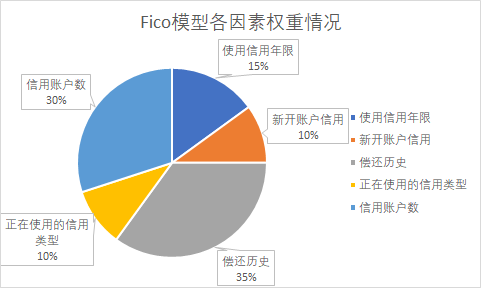 Fico模型各因素权重情况
使用信用年限
15%
信用账户数
30%
新开账户信用
10%
正在使用的信用
类型
10%
偿还历史
35%
使用信用年限
新开账户信用
偿还历史
正在使用的信用类型
信用账户数